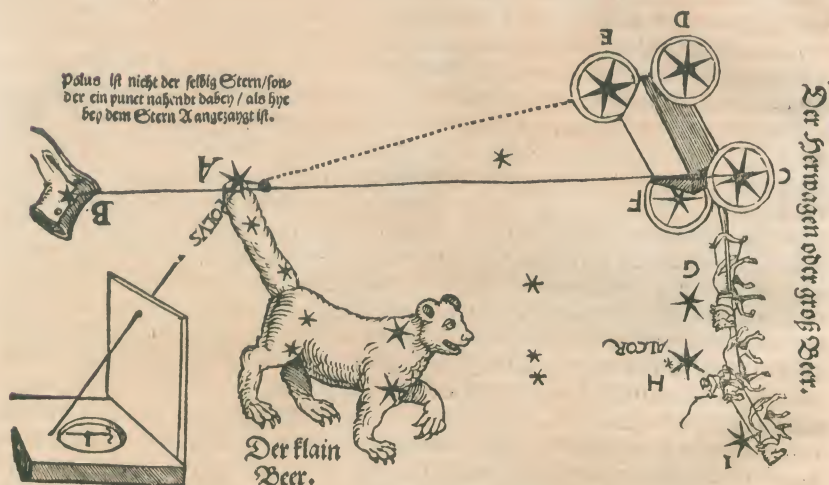 Polus ist nicht der selbig Stern/son-
der ein punct nahendt dabey / als hye
bey dem Stern A angezaygt ist.
D
E
A
B
POLVS
C
F
G
ALCOR
H
I
Der klain
Beer.
Der Herwagen oder groß Beer.